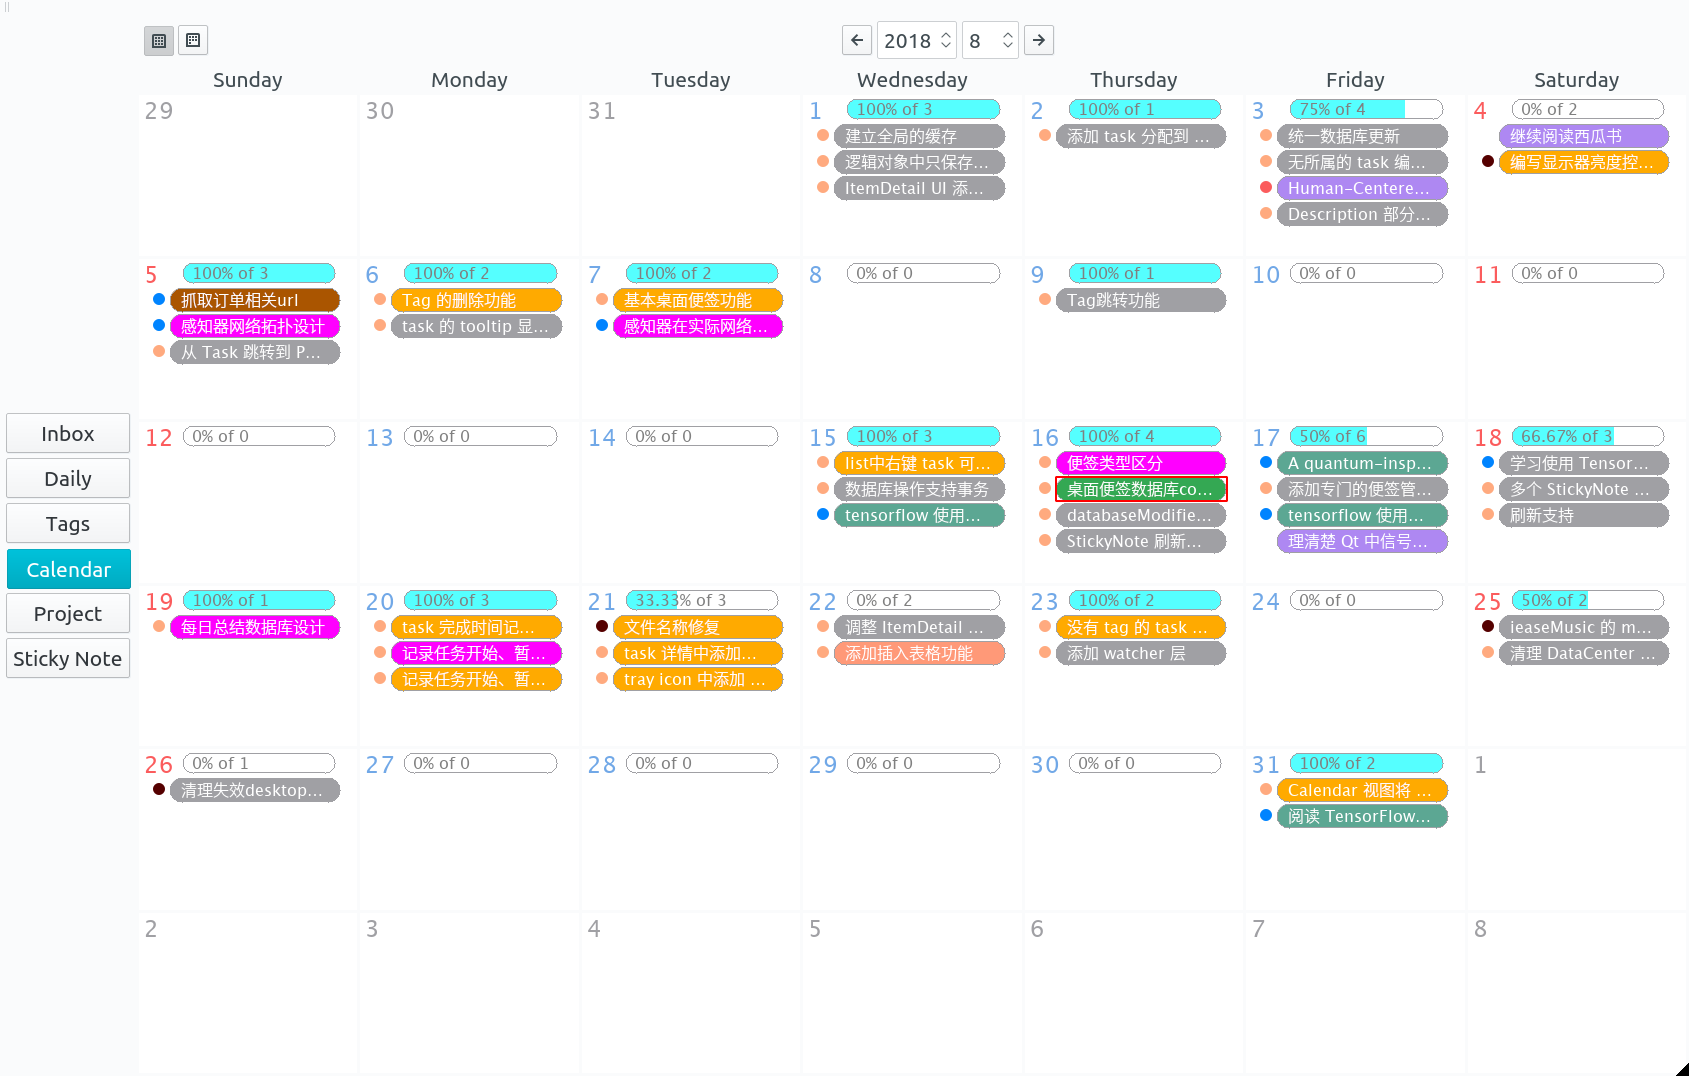 2018 8
Sunday Monday Tuesday Wednesday Thursday Friday Saturday
29 30 31 1 100% of 3 2 100% of 1 3 75% of 4 4 0% of 2
建立全局的缓存 添加 task 分配到 ... 统一数据库更新 继续阅读西瓜书
逻辑对象中只保存... 无所属的 task 编... 编写显示器亮度控...
ItemDetail UI 添... Human-Centere...
Description 部分...
5 100% of 3 6 100% of 2 7 100% of 2 8 0% of 0 9 100% of 1 10 0% of 0 11 0% of 0
抓取订单相关url Tag 的删除功能 基本桌面便签功能 Tag跳转功能
感知器网络拓扑设计 task 的 tooltip 显... 感知器在实际网络...
从 Task 跳转到 P...
12 0% of 0 13 0% of 0 14 0% of 0 15 100% of 3 16 100% of 4 17 50% of 6 18 66.67% of 3
list中右键 task 可... 便签类型区分 A quantum-insp... 学习使用 Tensor...
数据库操作支持事务 桌面便签数据库co... 添加专门的便签管... 多个 StickyNote ...
tensorflow 使用... databaseModifie... tensorflow 使用... 刷新支持
StickyNote 刷新... 理清楚 Qt 中信号...
19 100% of 1 20 100% of 3 21 33.33% of 3 22 0% of 2 23 100% of 2 24 0% of 0 25 50% of 2
每日总结数据库设计 task 完成时间记... 文件名称修复 调整 ItemDetail ... 没有 tag 的 task ... ieaseMusic 的 m...
记录任务开始、暂... task 详情中添加... 添加插入表格功能 添加 watcher 层 清理 DataCenter ...
记录任务开始、暂... tray icon 中添加 ...
26 0% of 1 27 0% of 0 28 0% of 0 29 0% of 0 30 0% of 0 31 100% of 2 1
清理失效desktop... Calendar 视图将 ...
阅读 TensorFlow...
2 3 4 5 6 7 8
Inbox
Daily
Tags
Calendar
Project
Sticky Note